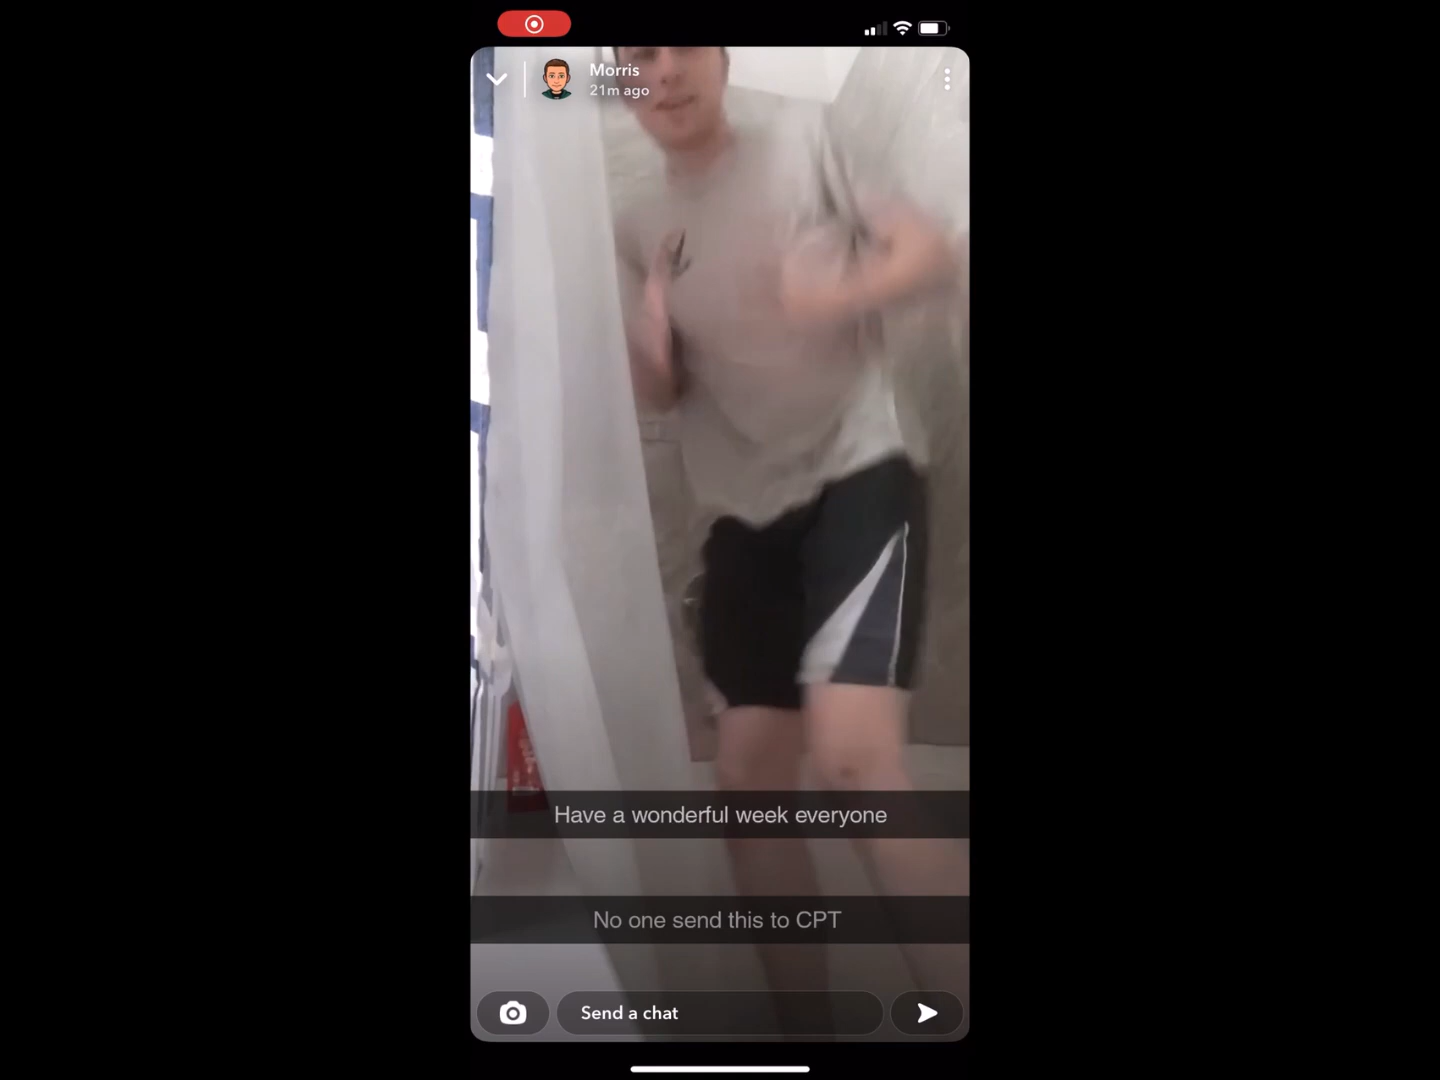 Morris
21m ago
Have a wonderful week everyone
No one send this to CPT
Send a chat